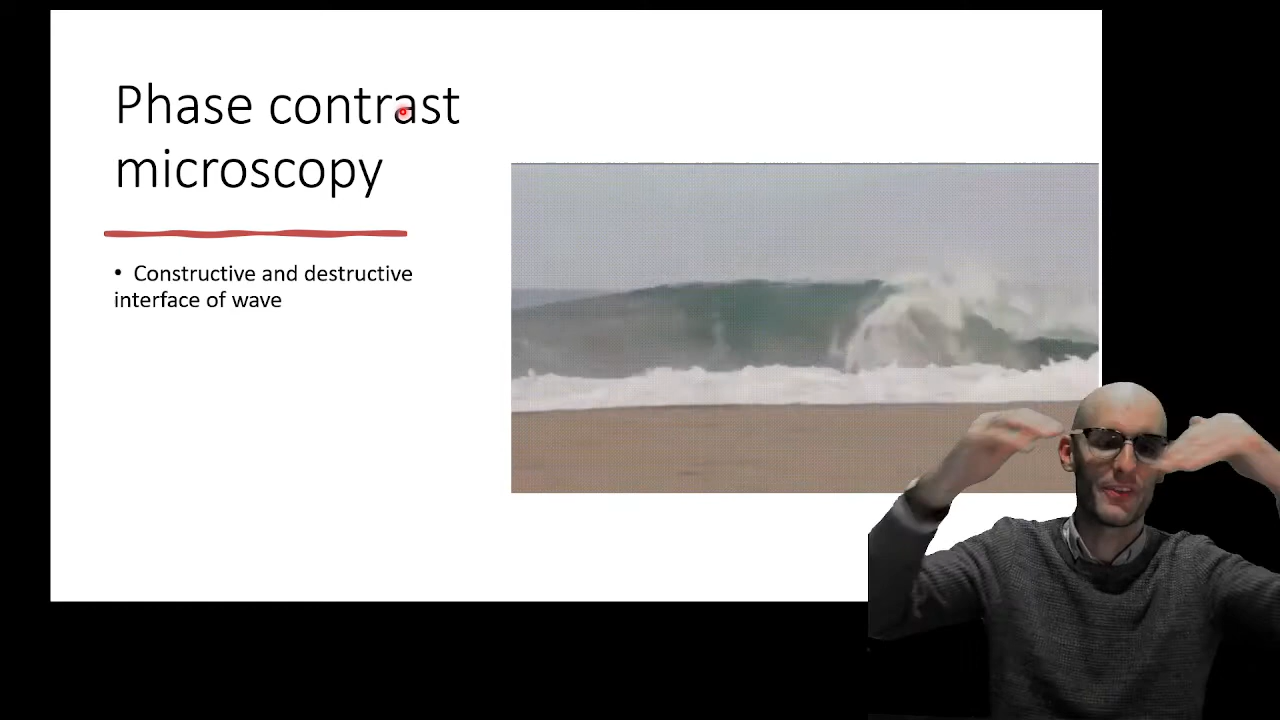 Phase contrast
microscopy
• Constructive and destructive
interface of wave